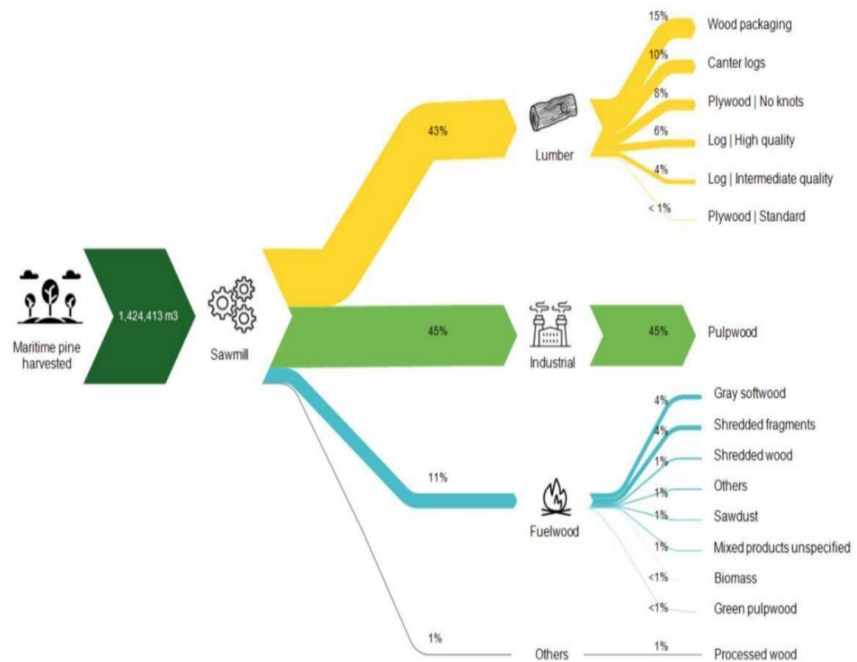 15%
Wood packaging
10%
Canter logs
8%
Plywood | No knots
43%
6%
Log | High quality
Lumber
4%
Log | Intermediate quality
< 1%
Plywood | Standard
1,424,413 m3
Maritime pine
harvested
Sawmill
45%
Industrial
45%
Pulpwood
4%
Gray softwood
4%
Shredded fragments
1%
Shredded wood
11%
1%
Others
Fuelwood
1%
Sawdust
1%
Mixed products unspecified
<1%
Biomass
<1%
Green pulpwood
1%
Others
1%
Processed wood